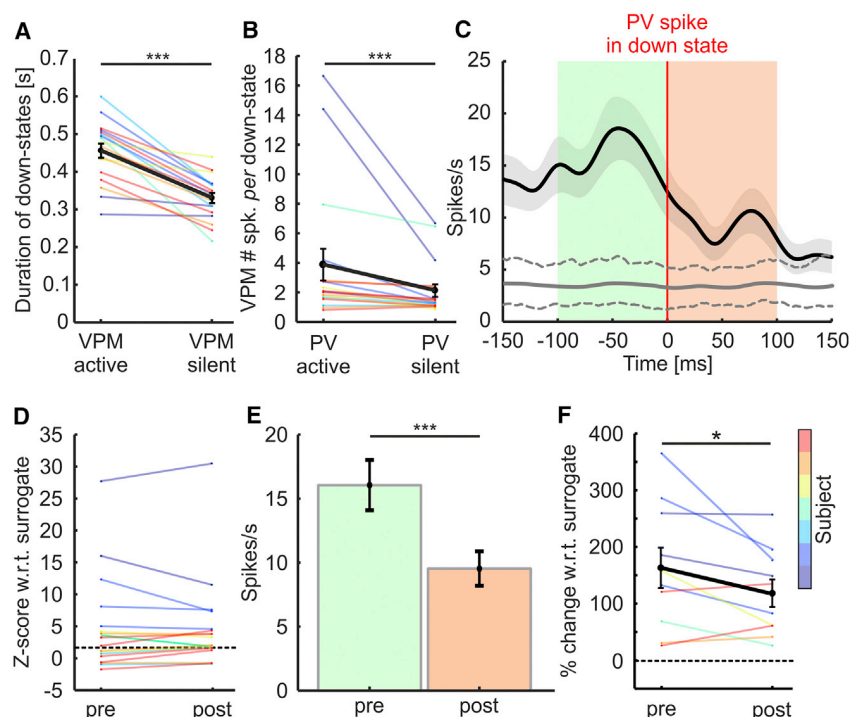 A
Duration of down-states [s]
0.7
0.6
0.5
0.4
0.3
0.2
0.1
0
***
VPM active
VPM silent
B
VPM # spk. per down-state
18
16
14
12
10
8
6
4
2
0
***
PV active
PV silent
C
PV spike
in down state
Spikes/s
25
20
15
10
5
0
-150
-100
-50
0
50
100
150
Time [ms]
D
Z-score w.r.t. surrogate
35
30
25
20
15
10
5
0
-5
pre
post
E
Spikes/s
20
15
10
5
0
***
pre
post
F
% change w.r.t. surrogate
400
350
250
200
150
100
0
*
pre
post
Subject